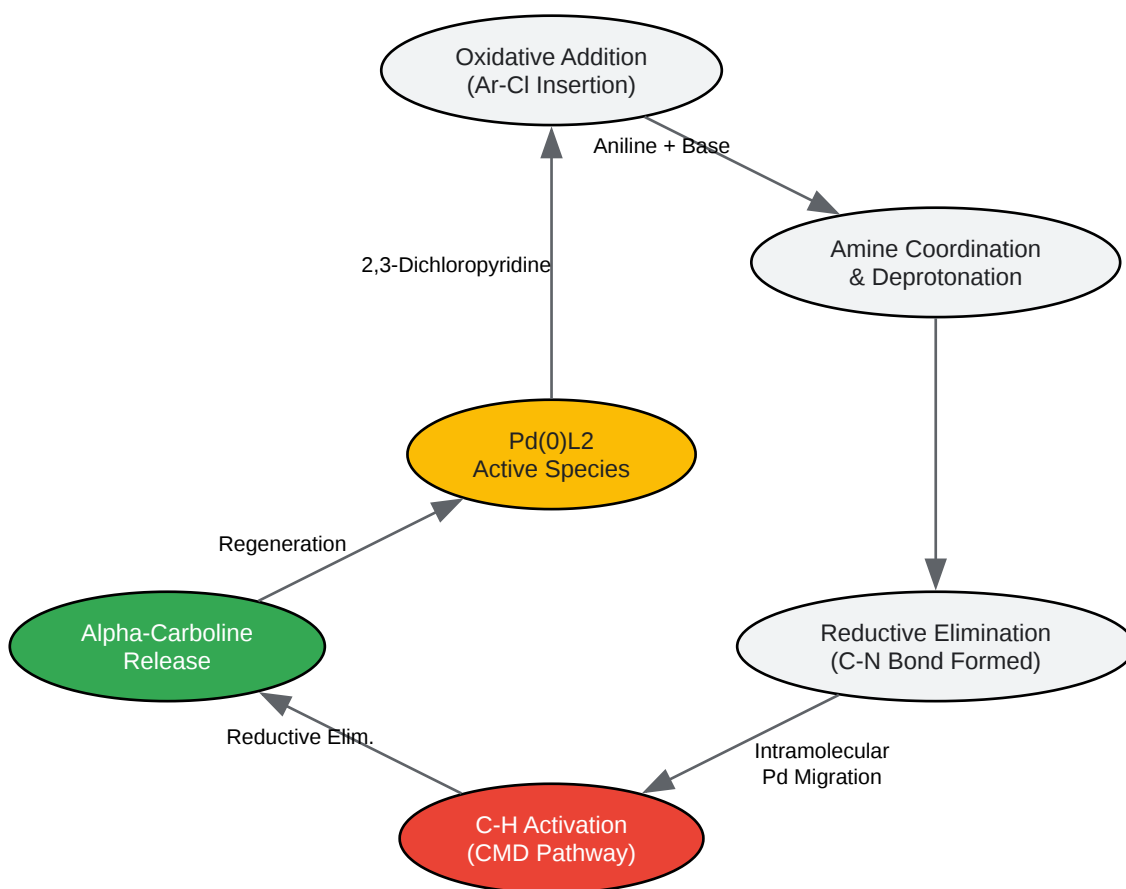 Oxidative Addition
(Ar-Cl Insertion)
Aniline + Base
Amine Coordination
& Deprotonation
2,3-Dichloropyridine
Pd(0)L2
Active Species
Regeneration
Alpha-Carboline
Release
Reductive Elimination
(C-N Bond Formed)
Reductive Elim.
Intramolecular
Pd Migration
C-H Activation
(CMD Pathway)